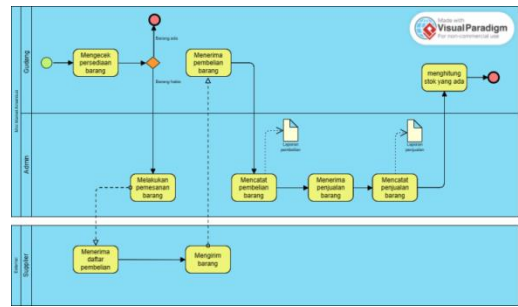 Made with
Visual Paradigm
For non-commercial use
Gudang
Mengecek
persediaan
barang
Barang ada
Barang habis
Menerima
pembelian
barang
menghitung
stok yang ada
Admin
Melakukan
pemesanan
barang
Mencatat
pembelian
barang
Laporan
pembelian
Menerima
penjualan
barang
Mencatat
penjualan
barang
Laporan
penjualan
Supplier
Menerima
daftar
pembelian
Mengirim
barang